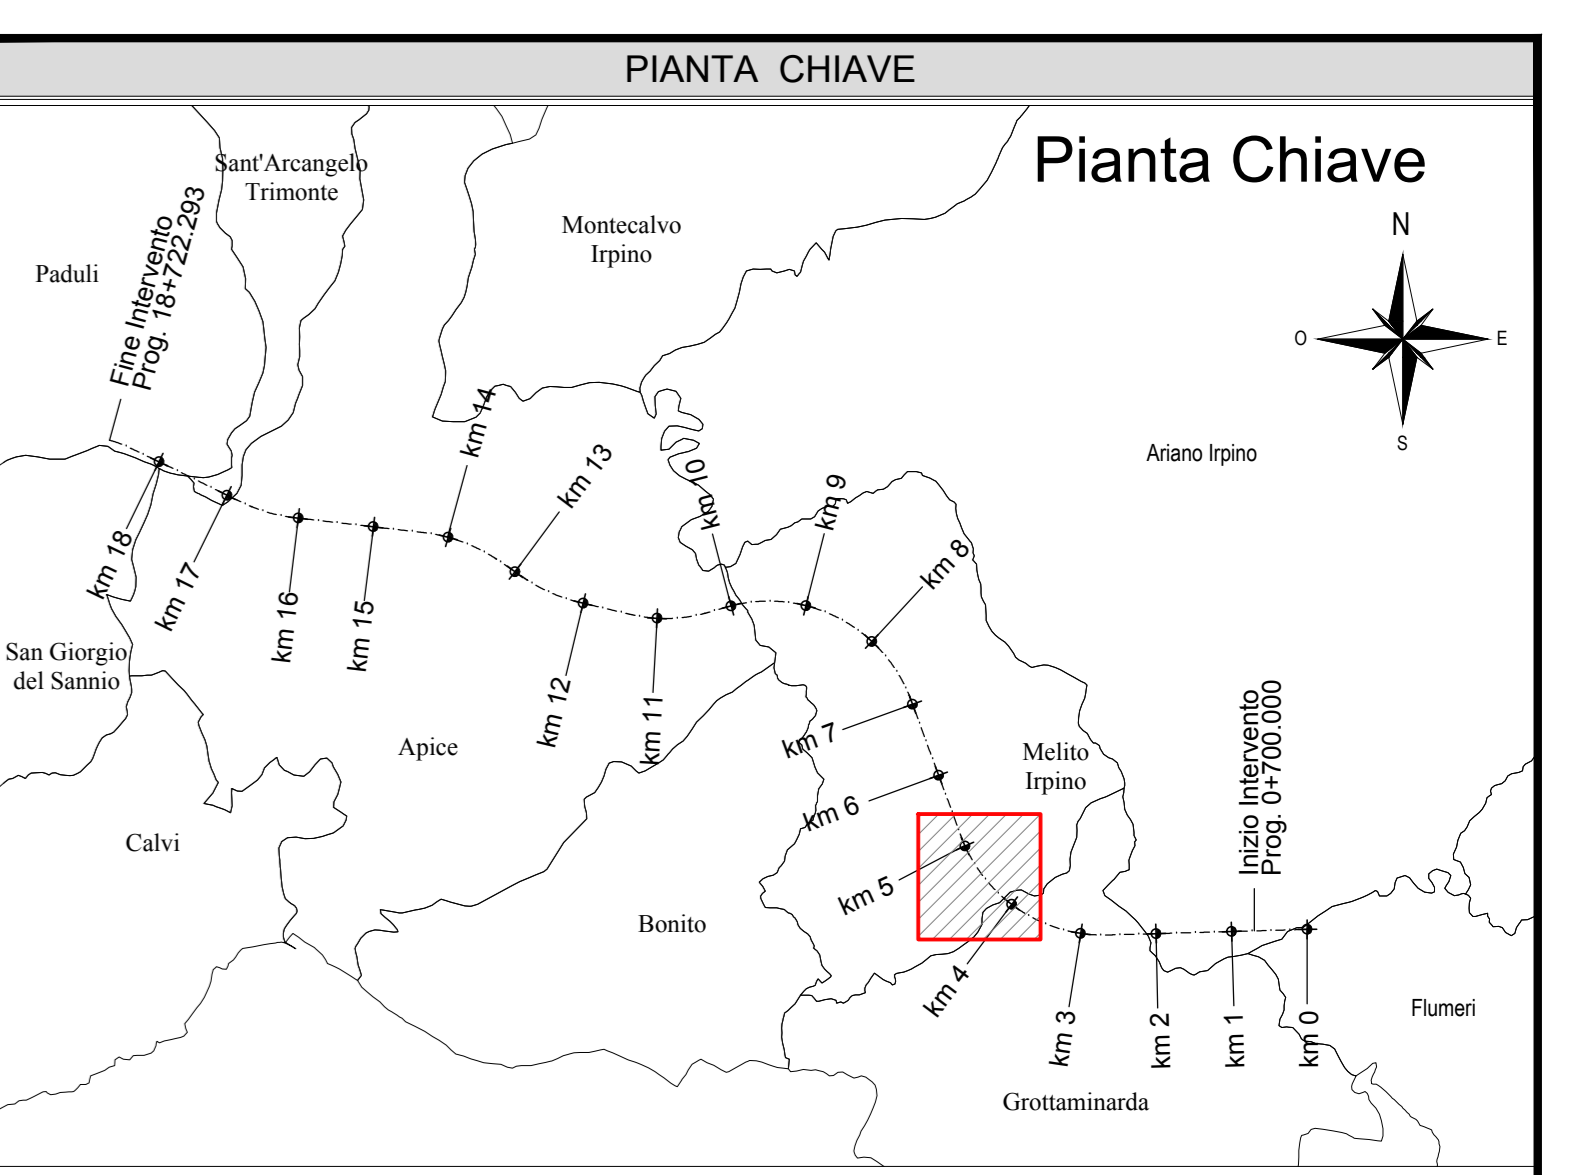 PIANTA CHIAVE
Pianta Chiave
N
O
E
S
Sant'Arcangelo
Trimonte
Montecalvo
Irpino
Paduli
Fine Intervento
Prog. 18+722.293
Ariano Irpino
km 18
km 17
km 16
km 15
km 14
km 13
km 12
km 11
km 10
km 9
km 8
km 7
km 6
km 5
km 4
km 3
km 2
km 1
km 0
San Giorgio
del Sannio
Apice
Melito
Irpino
Inizio Intervento
Prog. 0+700.000
Calvi
Bonito
Flumeri
Grottaminarda